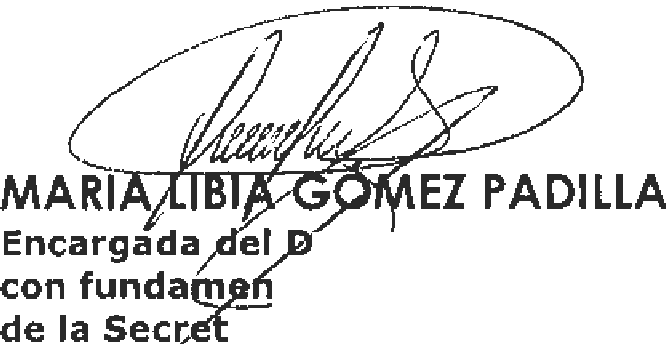 MARIA LIBIA GOMEZ PADILLA
Encargada del D
con fundamen
de la Secret